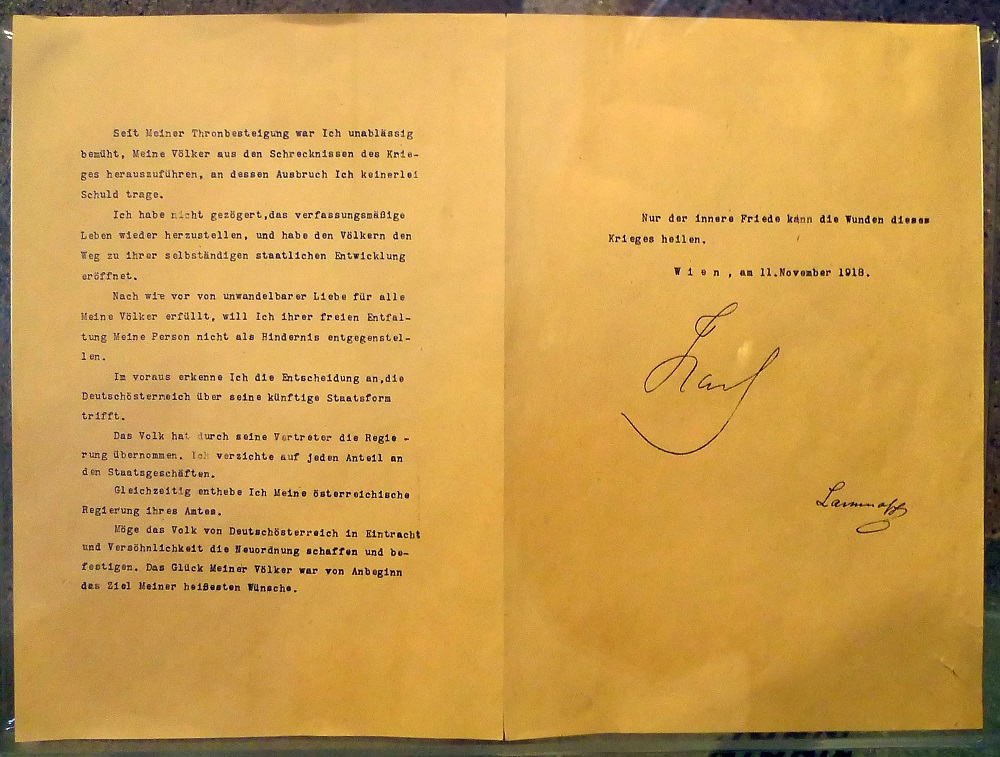 Seit Meiner Thronbesteigung war Ich unablässig
bemüht, Meine Völker aus den Schrecknissen des Krie-
ges herauszuführen, an dessen Ausbruch Ich keinerlei
Schuld trage.
Ich habe nicht gezögert,das verfassungsmäßige
Leben wieder herzustellen, und habe den Völkern den
Weg zu ihrer selbständigen staatlichen Entwicklung
eröffnet.
Nach wie vor von unwandelbarer Liebe für alle
Meine Völker erfüllt, will Ich ihrer freien Entfal-
tung Meine Person nicht als Hindernis entgegenstel-
len.
Im voraus erkenne Ich die Entscheidung an,die
Deutschösterreich über seine künftige Staatsform
trifft.
Das Volk hat durch seine Vertreter die Regie -
rung übernommen. Ich verzichte auf jeden Anteil an
den Staatsgeschäften.
Gleichzeitig enthebe Ich Meine österreichische
Regierung ihres Amtes.
Möge das Volk von Deutschösterreich in Eintracht
und Versöhnlichkeit die Neuordnung schaffen und be-
festigen. Das Glück Meiner Völker war von Anbeginn
das Ziel Meiner heißesten Wünsche.
Nur der innere Friede kann die Wunden dieses
Krieges heilen.
W i e n , am 11.November 1918.
Karl
Lammasch